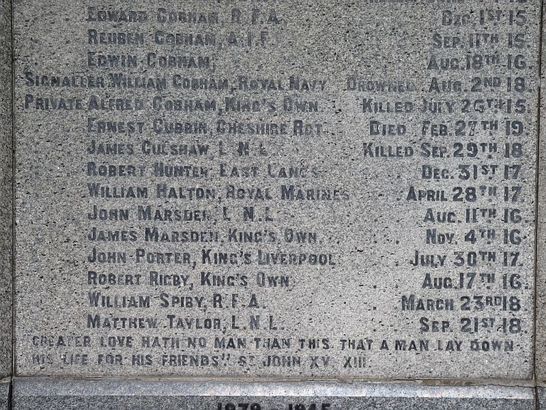 EDWARD COBHAM, R.F.A. DEC. 1ST 15.
REUBEN COBHAM, A.I.F. SEP. 11TH 15.
EDWIN COBHAM, AUG. 18TH 16.
SIGNALLER WILLIAM COBHAM, ROYAL NAVY DROWNED AUG. 2ND 18.
PRIVATE ALFRED COBHAM, KING'S OWN. KILLED JULY 26TH 15.
ERNEST CUBBIN, CHESHIRE RGT. DIED FEB. 27TH 19.
JAMES CULSHAW, L.N.L. KILLED SEP. 29TH 18.
ROBERT HUNTER, EAST LANCS. DEC. 31ST 17.
WILLIAM HALTON, ROYAL MARINES APRIL 28TH 17.
JOHN MARSDEN, L.N.L. AUG. 11TH 16.
JAMES MARSDEN, KING'S OWN. NOV. 4TH 16.
JOHN PORTER, KING'S LIVERPOOL. JULY 30TH 17.
ROBERT RIGBY, KING'S OWN. AUG. 17TH 16.
WILLIAM SPIBY, R.F.A. MARCH 23RD 18.
MATTHEW TAYLOR, L.N.L. SEP. 21ST 18.
"GREATER LOVE HATH NO MAN THAN THIS, THAT A MAN LAY DOWN
HIS LIFE FOR HIS FRIENDS" ST JOHN XV. XIII.
1939 - 1945